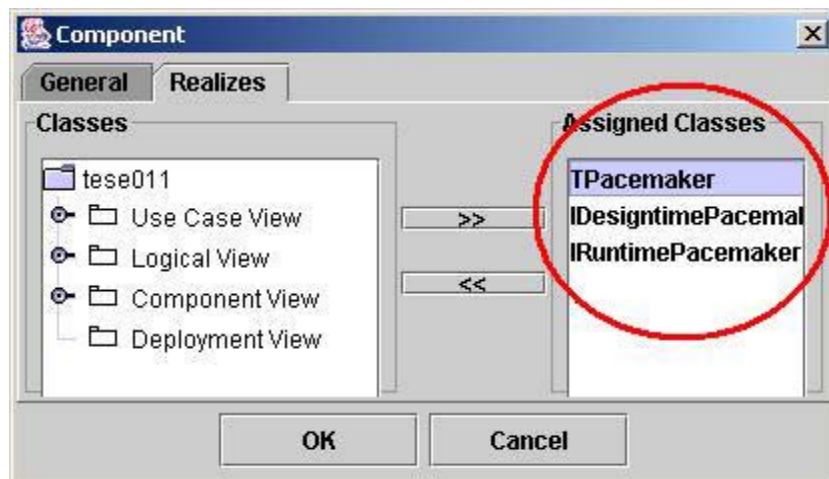 Component
General Realizes
Classes
Assigned Classes
tese011
Use Case View
Logical View
Component View
Deployment View
>>
<<
TPacemaker
IDesigntimePacemal
IRuntimePacemaker
OK Cancel